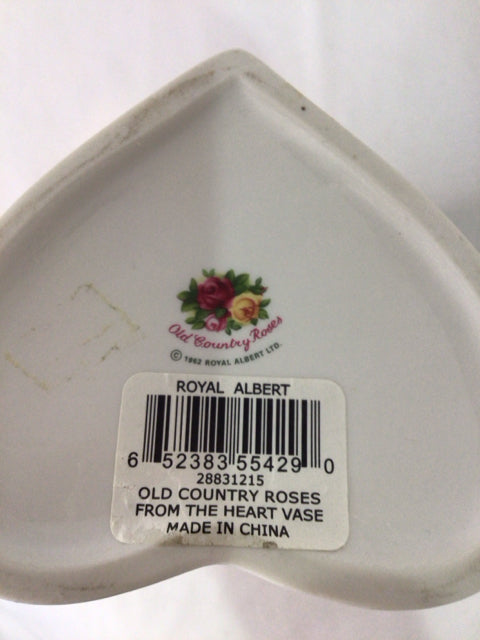 Old Country Roses
© 1962 ROYAL ALBERT LTD.
ROYAL ALBERT
6 52383 55429 0
28831215
OLD COUNTRY ROSES
FROM THE HEART VASE
MADE IN CHINA